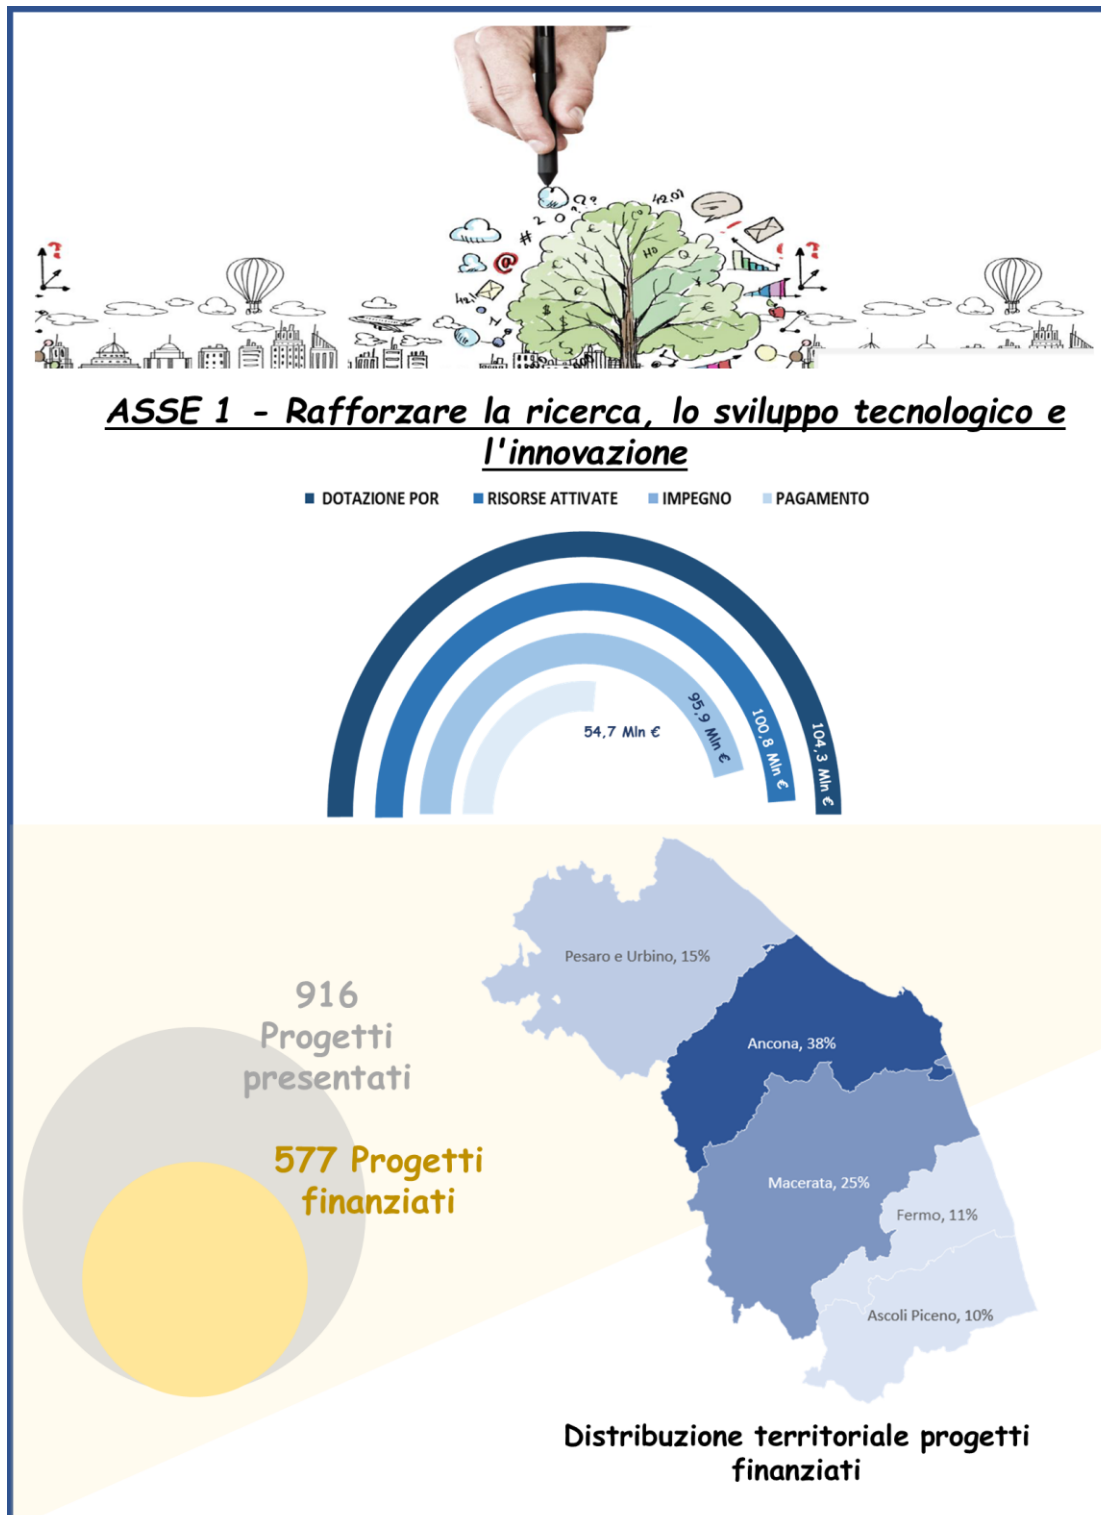 ASSE 1 - Rafforzare la ricerca, lo sviluppo tecnologico e
l'innovazione
DOTAZIONE POR RISORSE ATTIVATE IMPEGNO PAGAMENTO
54,7 Mln €
95,9 Mln €
100,8 Mln €
104,3 Mln €
Pesaro e Urbino, 15%
Ancona, 38%
Macerata, 25%
Fermo, 11%
Ascoli Piceno, 10%
916
Progetti
presentati
577 Progetti
finanziati
Distribuzione territoriale progetti
finanziati